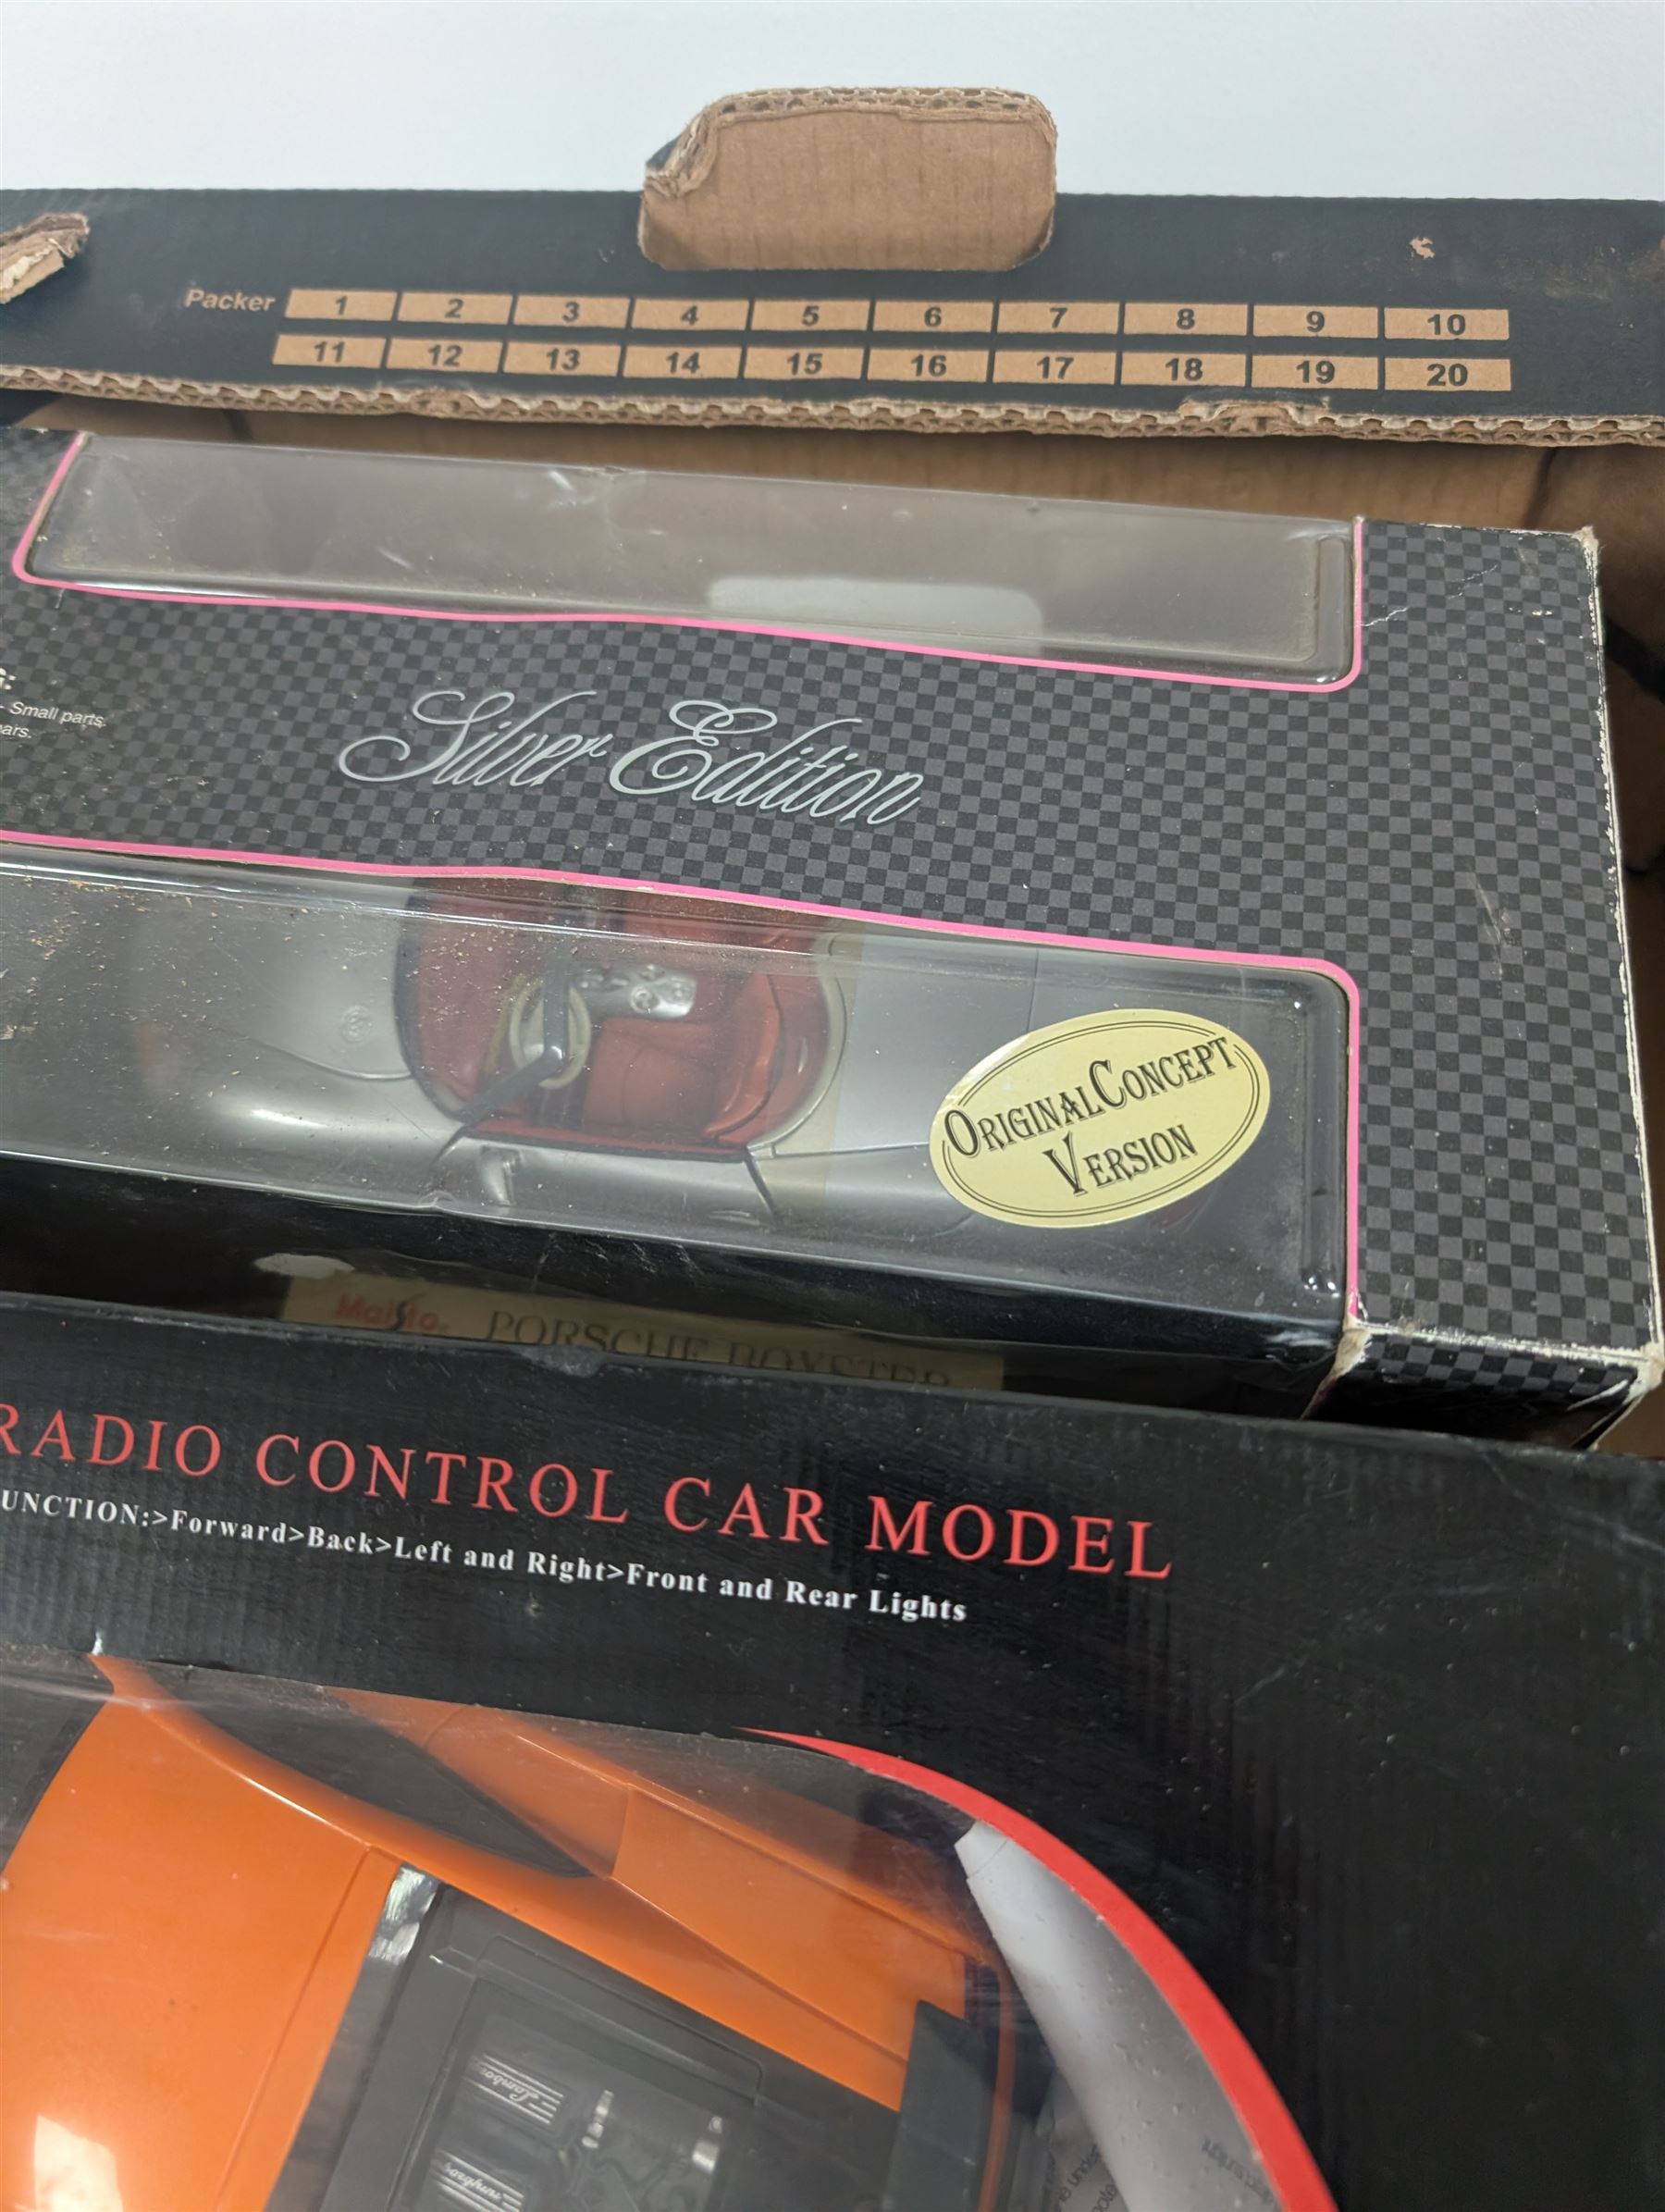 Packer 1 2 3 4 5 6 7 8 9 10
11 12 13 14 15 16 17 18 19 20
Small parts
Silver Edition
ORIGINAL CONCEPT
VERSION
Maisto PORSCHE BOXSTER
RADIO CONTROL CAR MODEL
UNCTION:>Forward>Back>Left and Right>Front and Rear Lights